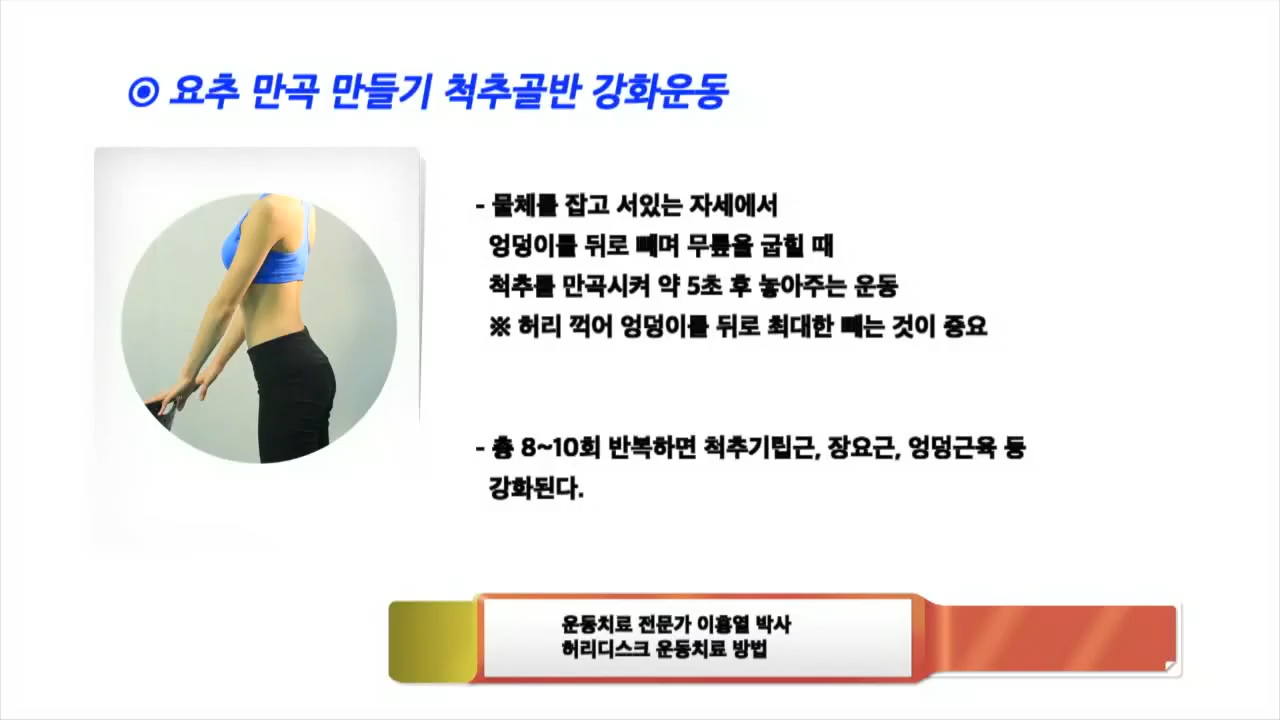 ◎ 요추 만곡 만들기 척추골반 강화운동
- 물체를 잡고 서있는 자세에서
엉덩이를 뒤로 빼며 무릎을 굽힐 때
척추를 만곡시켜 약 5초 후 놓아주는 운동
※ 허리 꺽어 엉덩이를 뒤로 최대한 빼는 것이 중요
- 총 8~10회 반복하면 척추기립근, 장요근, 엉덩근육 등
강화된다.
운동치료 전문가 이흥열 박사
허리디스크 운동치료 방법